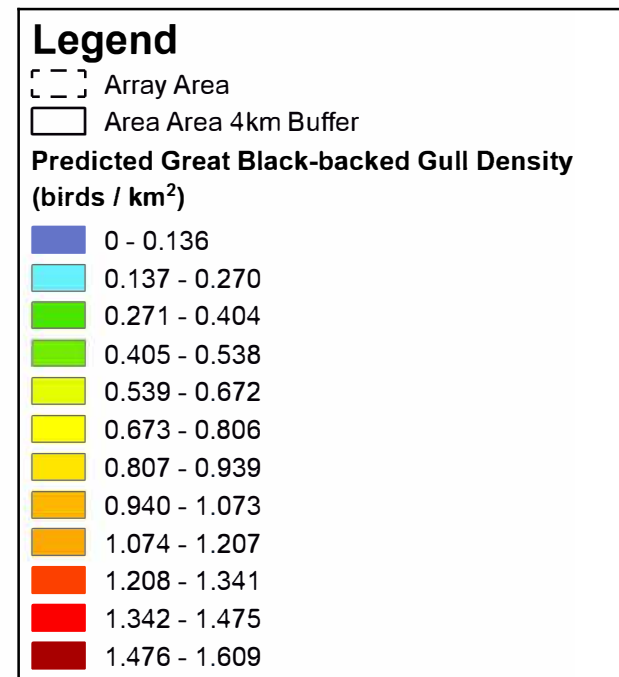 Legend
Array Area
Area Area 4km Buffer
Predicted Great Black-backed Gull Density
(birds / km²)
0 - 0.136
0.137 - 0.270
0.271 - 0.404
0.405 - 0.538
0.539 - 0.672
0.673 - 0.806
0.807 - 0.939
0.940 - 1.073
1.074 - 1.207
1.208 - 1.341
1.342 - 1.475
1.476 - 1.609